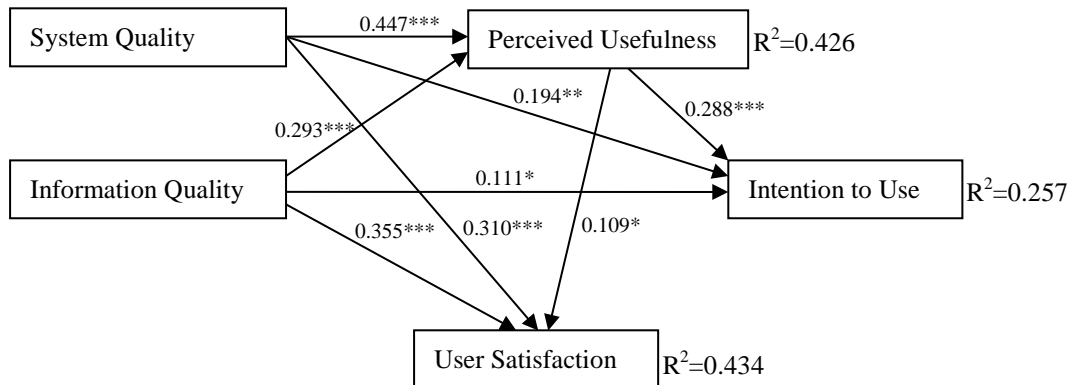 0.447***
System Quality
Perceived Usefulness
R²=0.426
0.194**
0.288***
0.293***
Information Quality
0.111*
Intention to Use
R²=0.257
0.355***
0.310***
0.109*
User Satisfaction
R²=0.434